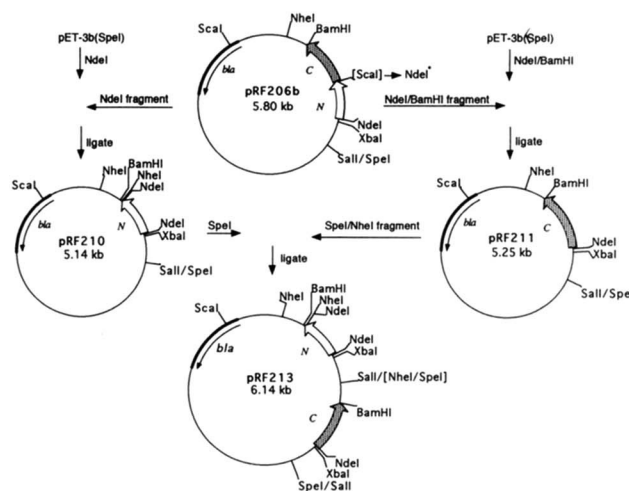 pET-3b(SpeI)
NdeI
NdeI fragment
ligate
ScaI
NheI
BamHI
bla
C
[ScaI] → NdeI*
pRF206b
5.80 kb
N
NdeI
XbaI
SalI/SpeI
pET-3b(SpeI)
NdeI/BamHI
NdeI/BamHI fragment
ligate
ScaI
NheI
BamHI
NheI
NdeI
bla
N
NdeI
XbaI
pRF210
5.14 kb
SalI/SpeI
SpeI
SpeI/NheI fragment
ligate
ScaI
NheI
BamHI
bla
C
pRF211
5.25 kb
NdeI
XbaI
SalI/SpeI
ScaI
NheI
BamHI
NheI
NdeI
bla
N
NdeI
XbaI
pRF213
6.14 kb
SalI/[NheI/SpeI]
C
BamHI
NdeI
XbaI
SpeI/SalI